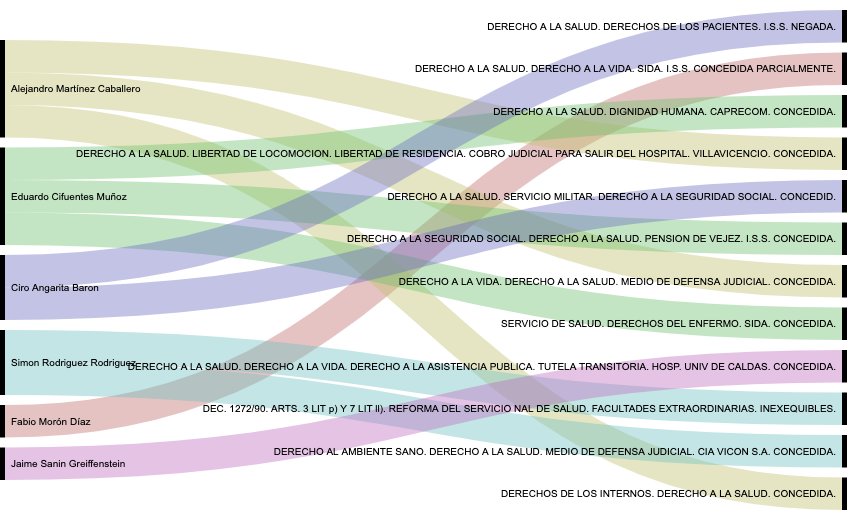 DERECHO A LA SALUD. DERECHOS DE LOS PACIENTES. I.S.S. NEGADA.
DERECHO A LA SALUD. DERECHO A LA VIDA. SIDA. I.S.S. CONCEDIDA PARCIALMENTE.
Alejandro Martínez Caballero
DERECHO A LA SALUD. DIGNIDAD HUMANA. CAPRECOM. CONCEDIDA.
DERECHO A LA SALUD. LIBERTAD DE LOCOMOCION. LIBERTAD DE RESIDENCIA. COBRO JUDICIAL PARA SALIR DEL HOSPITAL. VILLAVICENCIO. CONCEDIDA.
Eduardo Cifuentes Muñoz
DERECHO A LA SALUD. SERVICIO MILITAR. DERECHO A LA SEGURIDAD SOCIAL. CONCEDID.
DERECHO A LA SEGURIDAD SOCIAL. DERECHO A LA SALUD. PENSION DE VEJEZ. I.S.S. CONCEDIDA.
DERECHO A LA VIDA. DERECHO A LA SALUD. MEDIO DE DEFENSA JUDICIAL. CONCEDIDA.
Ciro Angarita Baron
SERVICIO DE SALUD. DERECHOS DEL ENFERMO. SIDA. CONCEDIDA.
Simon Rodriguez Rodriguez
DERECHO A LA SALUD. DERECHO A LA VIDA. DERECHO A LA ASISTENCIA PUBLICA. TUTELA TRANSITORIA. HOSP. UNIV DE CALDAS. CONCEDIDA.
DEC. 1272/90. ARTS. 3 LIT p) Y 7 LIT ll). REFORMA DEL SERVICIO NAL DE SALUD. FACULTADES EXTRAORDINARIAS. INEXEQUIBLES.
Fabio Morón Díaz
DERECHO AL AMBIENTE SANO. DERECHO A LA SALUD. MEDIO DE DEFENSA JUDICIAL. CIA VICON S.A. CONCEDIDA.
Jaime Sanin Greiffenstein
DERECHOS DE LOS INTERNOS. DERECHO A LA SALUD. CONCEDIDA.